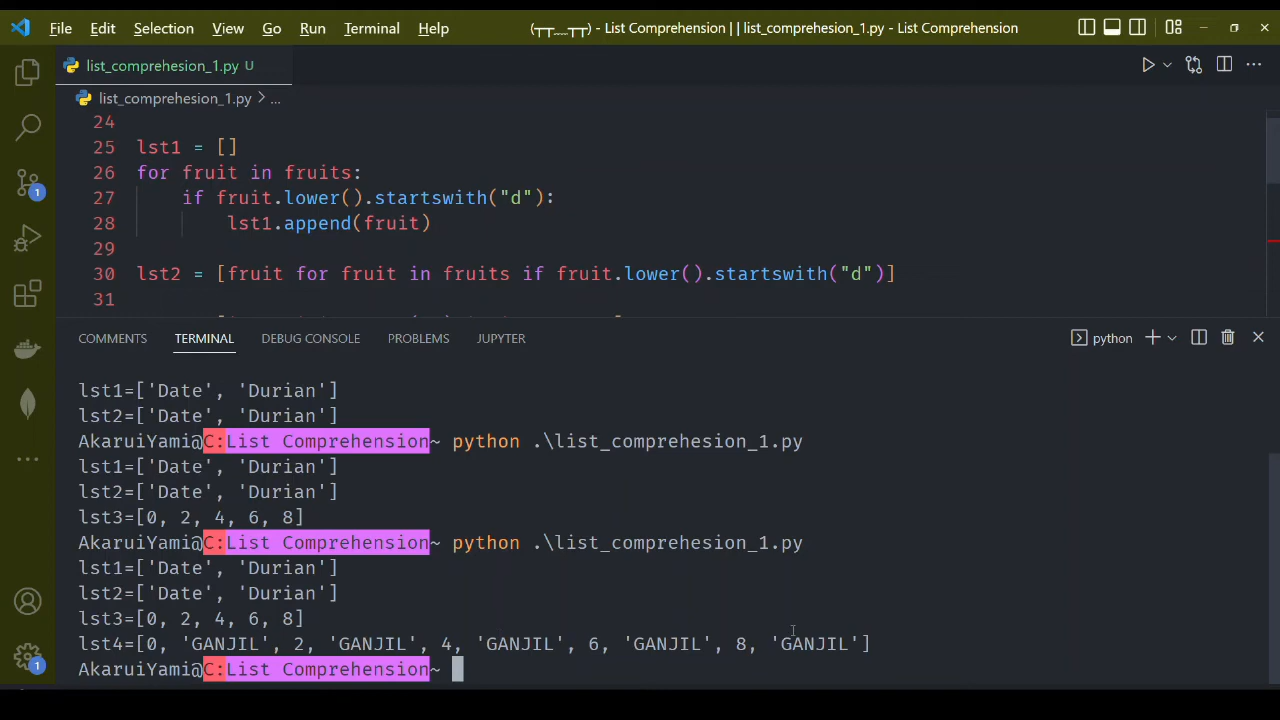 File Edit Selection View Go Run Terminal Help (┬┬﹏┬┬) - List Comprehension | | list_comprehesion_1.py - List Comprehension
list_comprehesion_1.py U
list_comprehesion_1.py > ...
24
25 lst1 = []
26 for fruit in fruits:
27 if fruit.lower().startswith("d"):
28 lst1.append(fruit)
29
30 lst2 = [fruit for fruit in fruits if fruit.lower().startswith("d")]
31
1
COMMENTS TERMINAL DEBUG CONSOLE PROBLEMS JUPYTER python
lst1=['Date', 'Durian']
lst2=['Date', 'Durian']
AkaruiYami@C:List Comprehension~ python .\list_comprehesion_1.py
lst1=['Date', 'Durian']
lst2=['Date', 'Durian']
lst3=[0, 2, 4, 6, 8]
AkaruiYami@C:List Comprehension~ python .\list_comprehesion_1.py
lst1=['Date', 'Durian']
lst2=['Date', 'Durian']
lst3=[0, 2, 4, 6, 8]
lst4=[0, 'GANJIL', 2, 'GANJIL', 4, 'GANJIL', 6, 'GANJIL', 8, 'GANJIL']
AkaruiYami@C:List Comprehension~
1